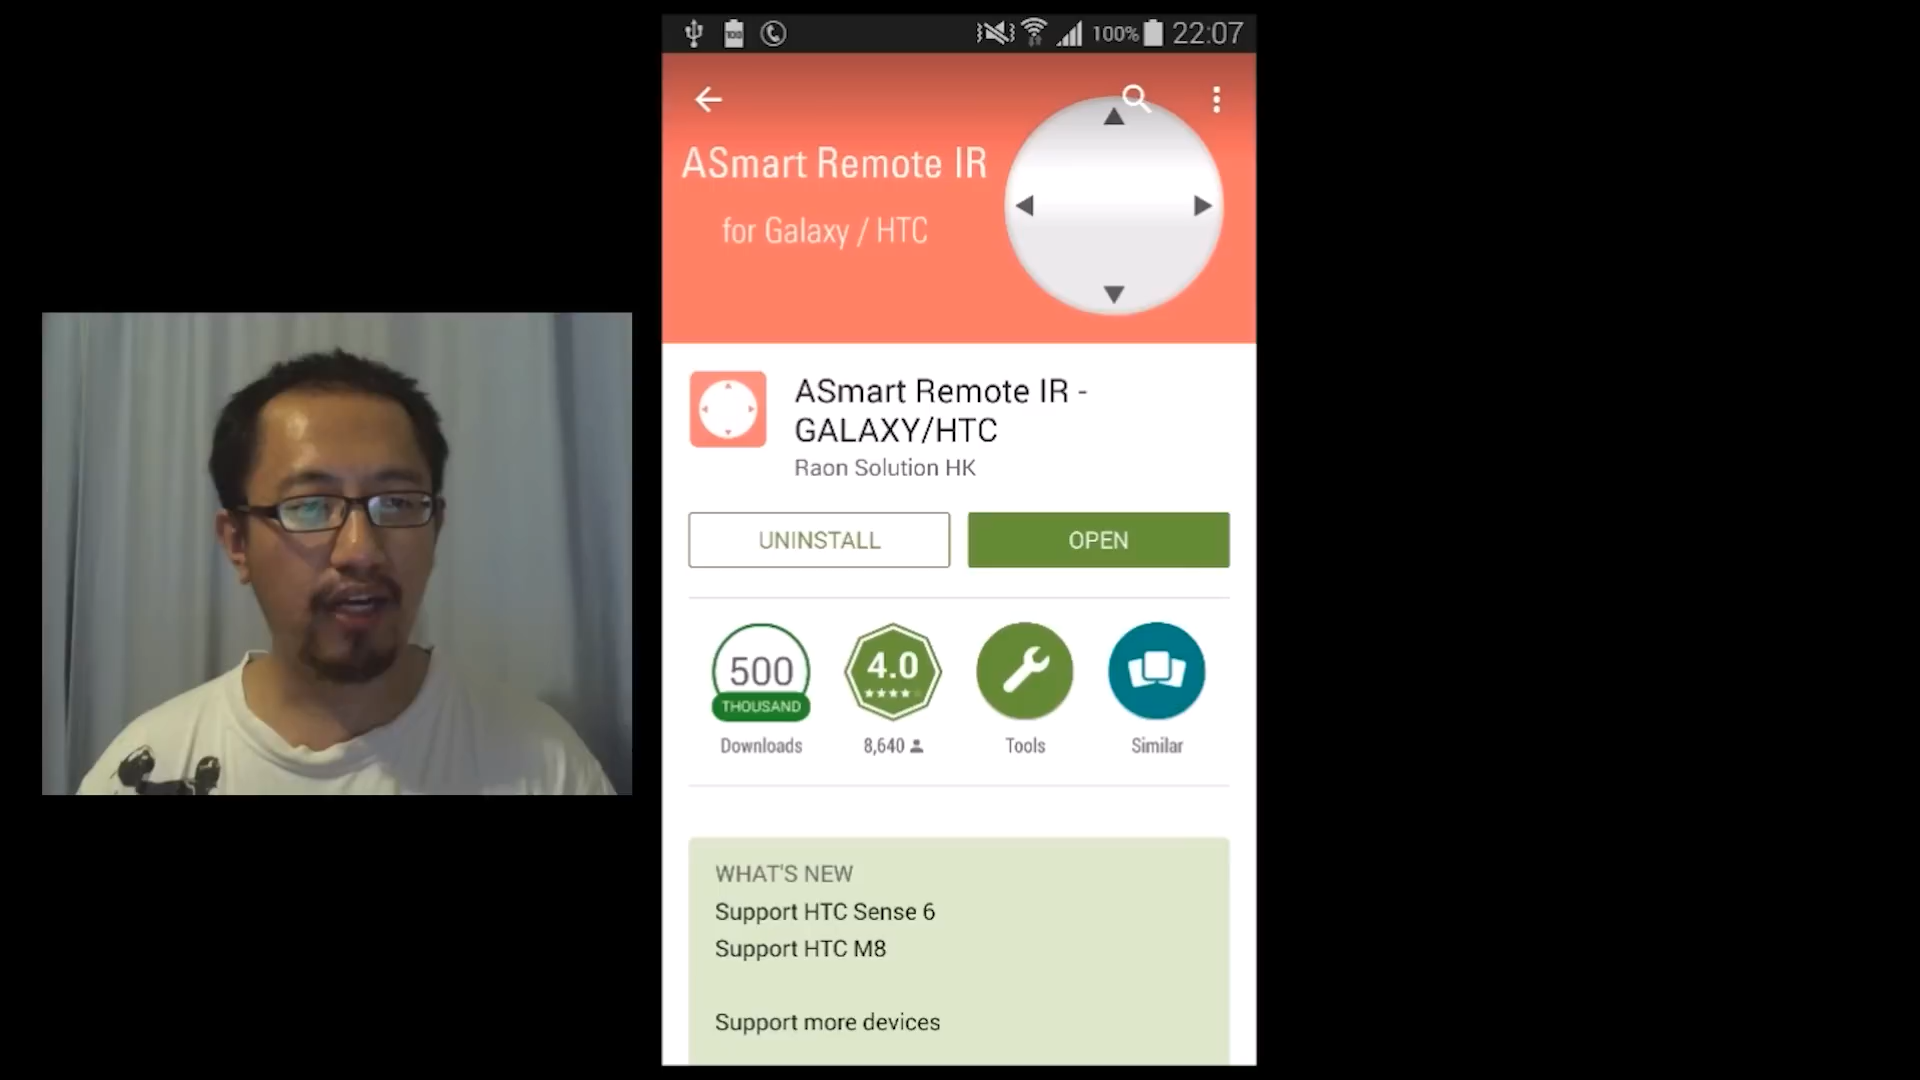 100% 22:07
ASmart Remote IR
for Galaxy / HTC
ASmart Remote IR -
GALAXY/HTC
Raon Solution HK
UNINSTALL OPEN
500
THOUSAND
4.0
Downloads 8,640 Tools Similar
WHAT'S NEW
Support HTC Sense 6
Support HTC M8
Support more devices